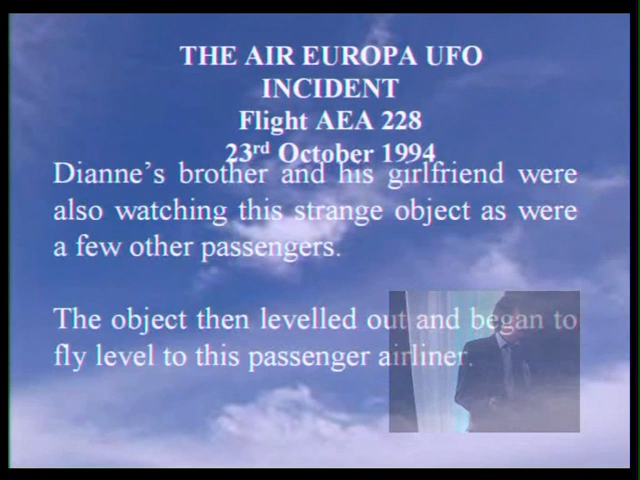 THE AIR EUROPA UFO
INCIDENT
Flight AEA 228
23rd October 1994
Dianne's brother and his girlfriend were
also watching this strange object as were
a few other passengers.
The object then levelled out and began to
fly level to this passenger airliner.